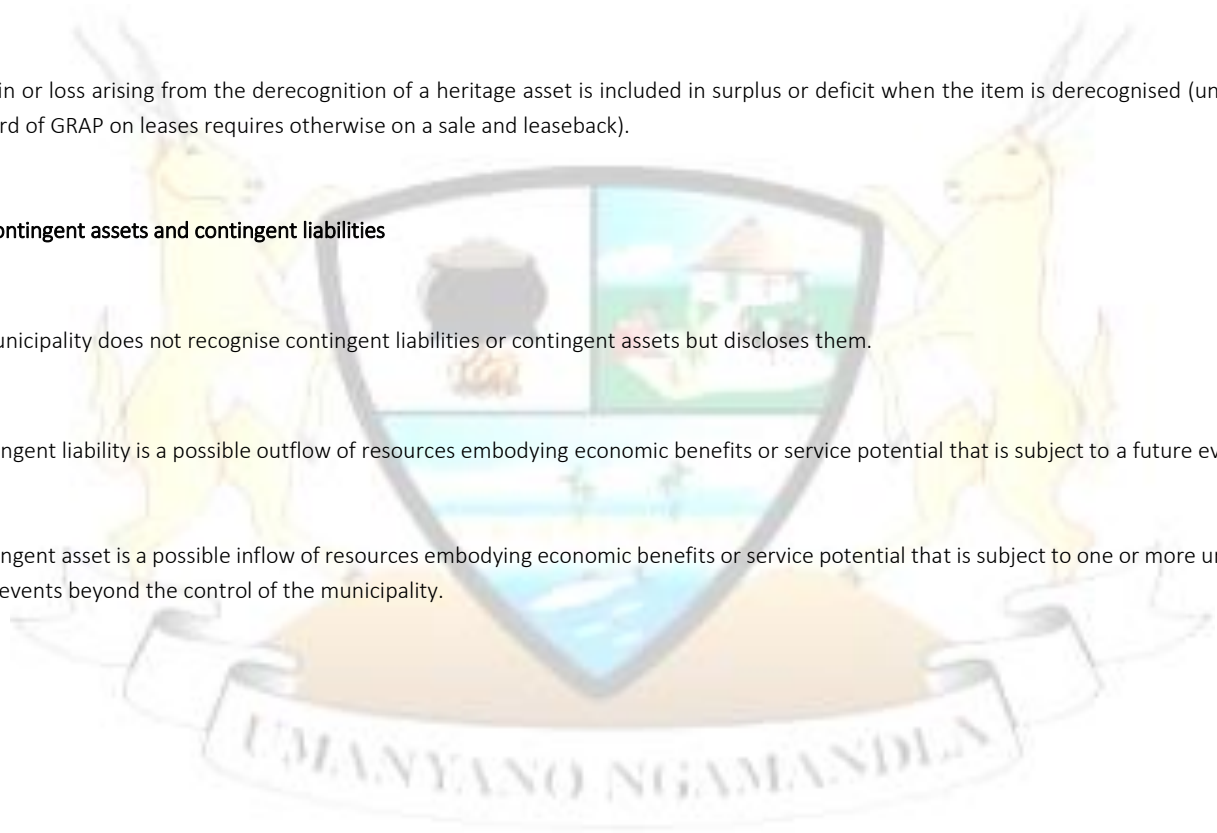 in or loss arising from the derecognition of a heritage asset is included in surplus or deficit when the item is derecognised (un
rd of GRAP on leases requires otherwise on a sale and leaseback).
ontingent assets and contingent liabilities
unicipality does not recognise contingent liabilities or contingent assets but discloses them.
ngent liability is a possible outflow of resources embodying economic benefits or service potential that is subject to a future ev
ngent asset is a possible inflow of resources embodying economic benefits or service potential that is subject to one or more un
events beyond the control of the municipality.
UMANYANO NGAMANDLA